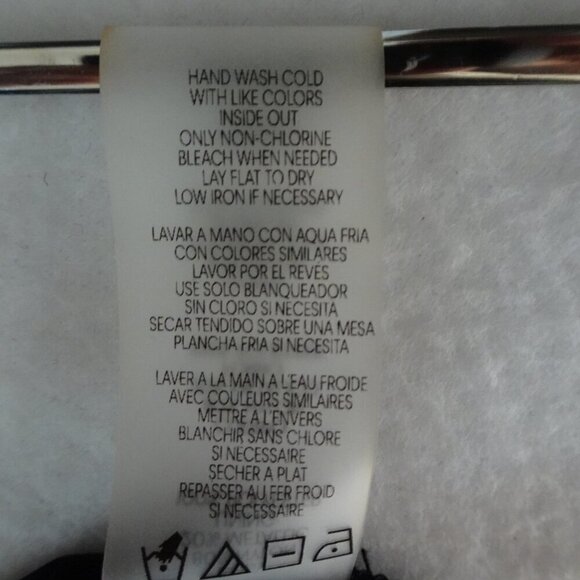 HAND WASH COLD
WITH LIKE COLORS
INSIDE OUT
ONLY NON-CHLORINE
BLEACH WHEN NEEDED
LAY FLAT TO DRY
LOW IRON IF NECESSARY
LAVAR A MANO CON AQUA FRIA
CON COLORES SIMILARES
LAVOR POR EL REVES
USE SOLO BLANQUEADOR
SIN CLORO SI NECESITA
SECAR TENDIDO SOBRE UNA MESA
PLANCHA FRIA SI NECESITA
LAVER A LA MAIN A L'EAU FROIDE
AVEC COULEURS SIMILAIRES
METTRE A L'ENVERS
BLANCHIR SANS CHLORE
SI NECESSAIRE
SECHER A PLAT
REPASSER AU FER FROID
SI NECESSAIRE